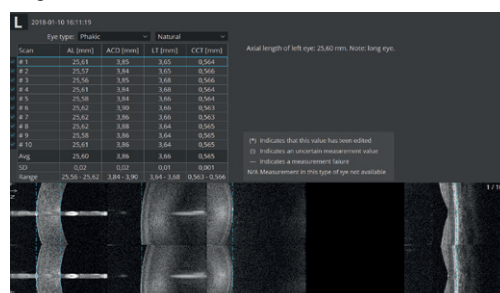 L 2018-01-10 16:11:19
Eye type: Phakic Natural
Scan AL [mm] ACD [mm] LT [mm] CCT [mm]
# 1 25,61 3,85 3,65 0,564
# 2 25,57 3,84 3,65 0,566
# 3 25,56 3,85 3,68 0,566
# 4 25,61 3,84 3,68 0,564
# 5 25,58 3,84 3,66 0,564
# 6 25,62 3,90 3,66 0,563
# 7 25,62 3,86 3,66 0,563
# 8 25,62 3,88 3,64 0,565
# 9 25,58 3,86 3,64 0,565
# 10 25,61 3,86 3,64 0,565
Avg 25,60 3,86 3,66 0,565
SD 0,02 0,02 0,01 0,001
Range 25,56 - 25,62 3,84 - 3,90 3,64 - 3,68 0,563 - 0,566
Axial length of left eye: 25,60 mm. Note: long eye.
(*) Indicates that this value has been edited
(!) Indicates an uncertain measurement value
--- Indicates a measurement failure
N/A Measurement in this type of eye not available